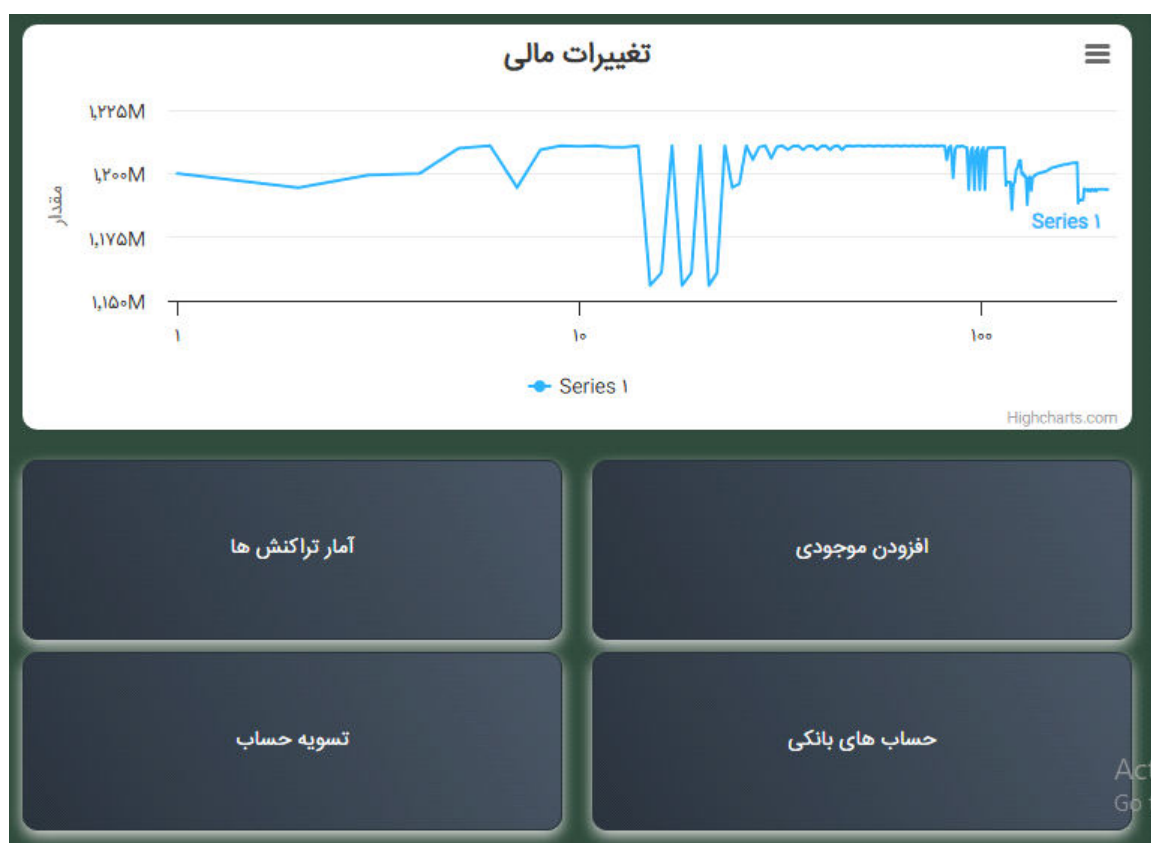 تغییرات مالی
مقدار
۱,۲۲۵M
۱,۲۰۰M
۱,۱۷۵M
۱,۱۵۰M
Series ۱
۱
۱۰
۱۰۰
Series ۱
Highcharts.com
افزودن موجودی
آمار تراکنش ها
حساب های بانکی
تسویه حساب
Go